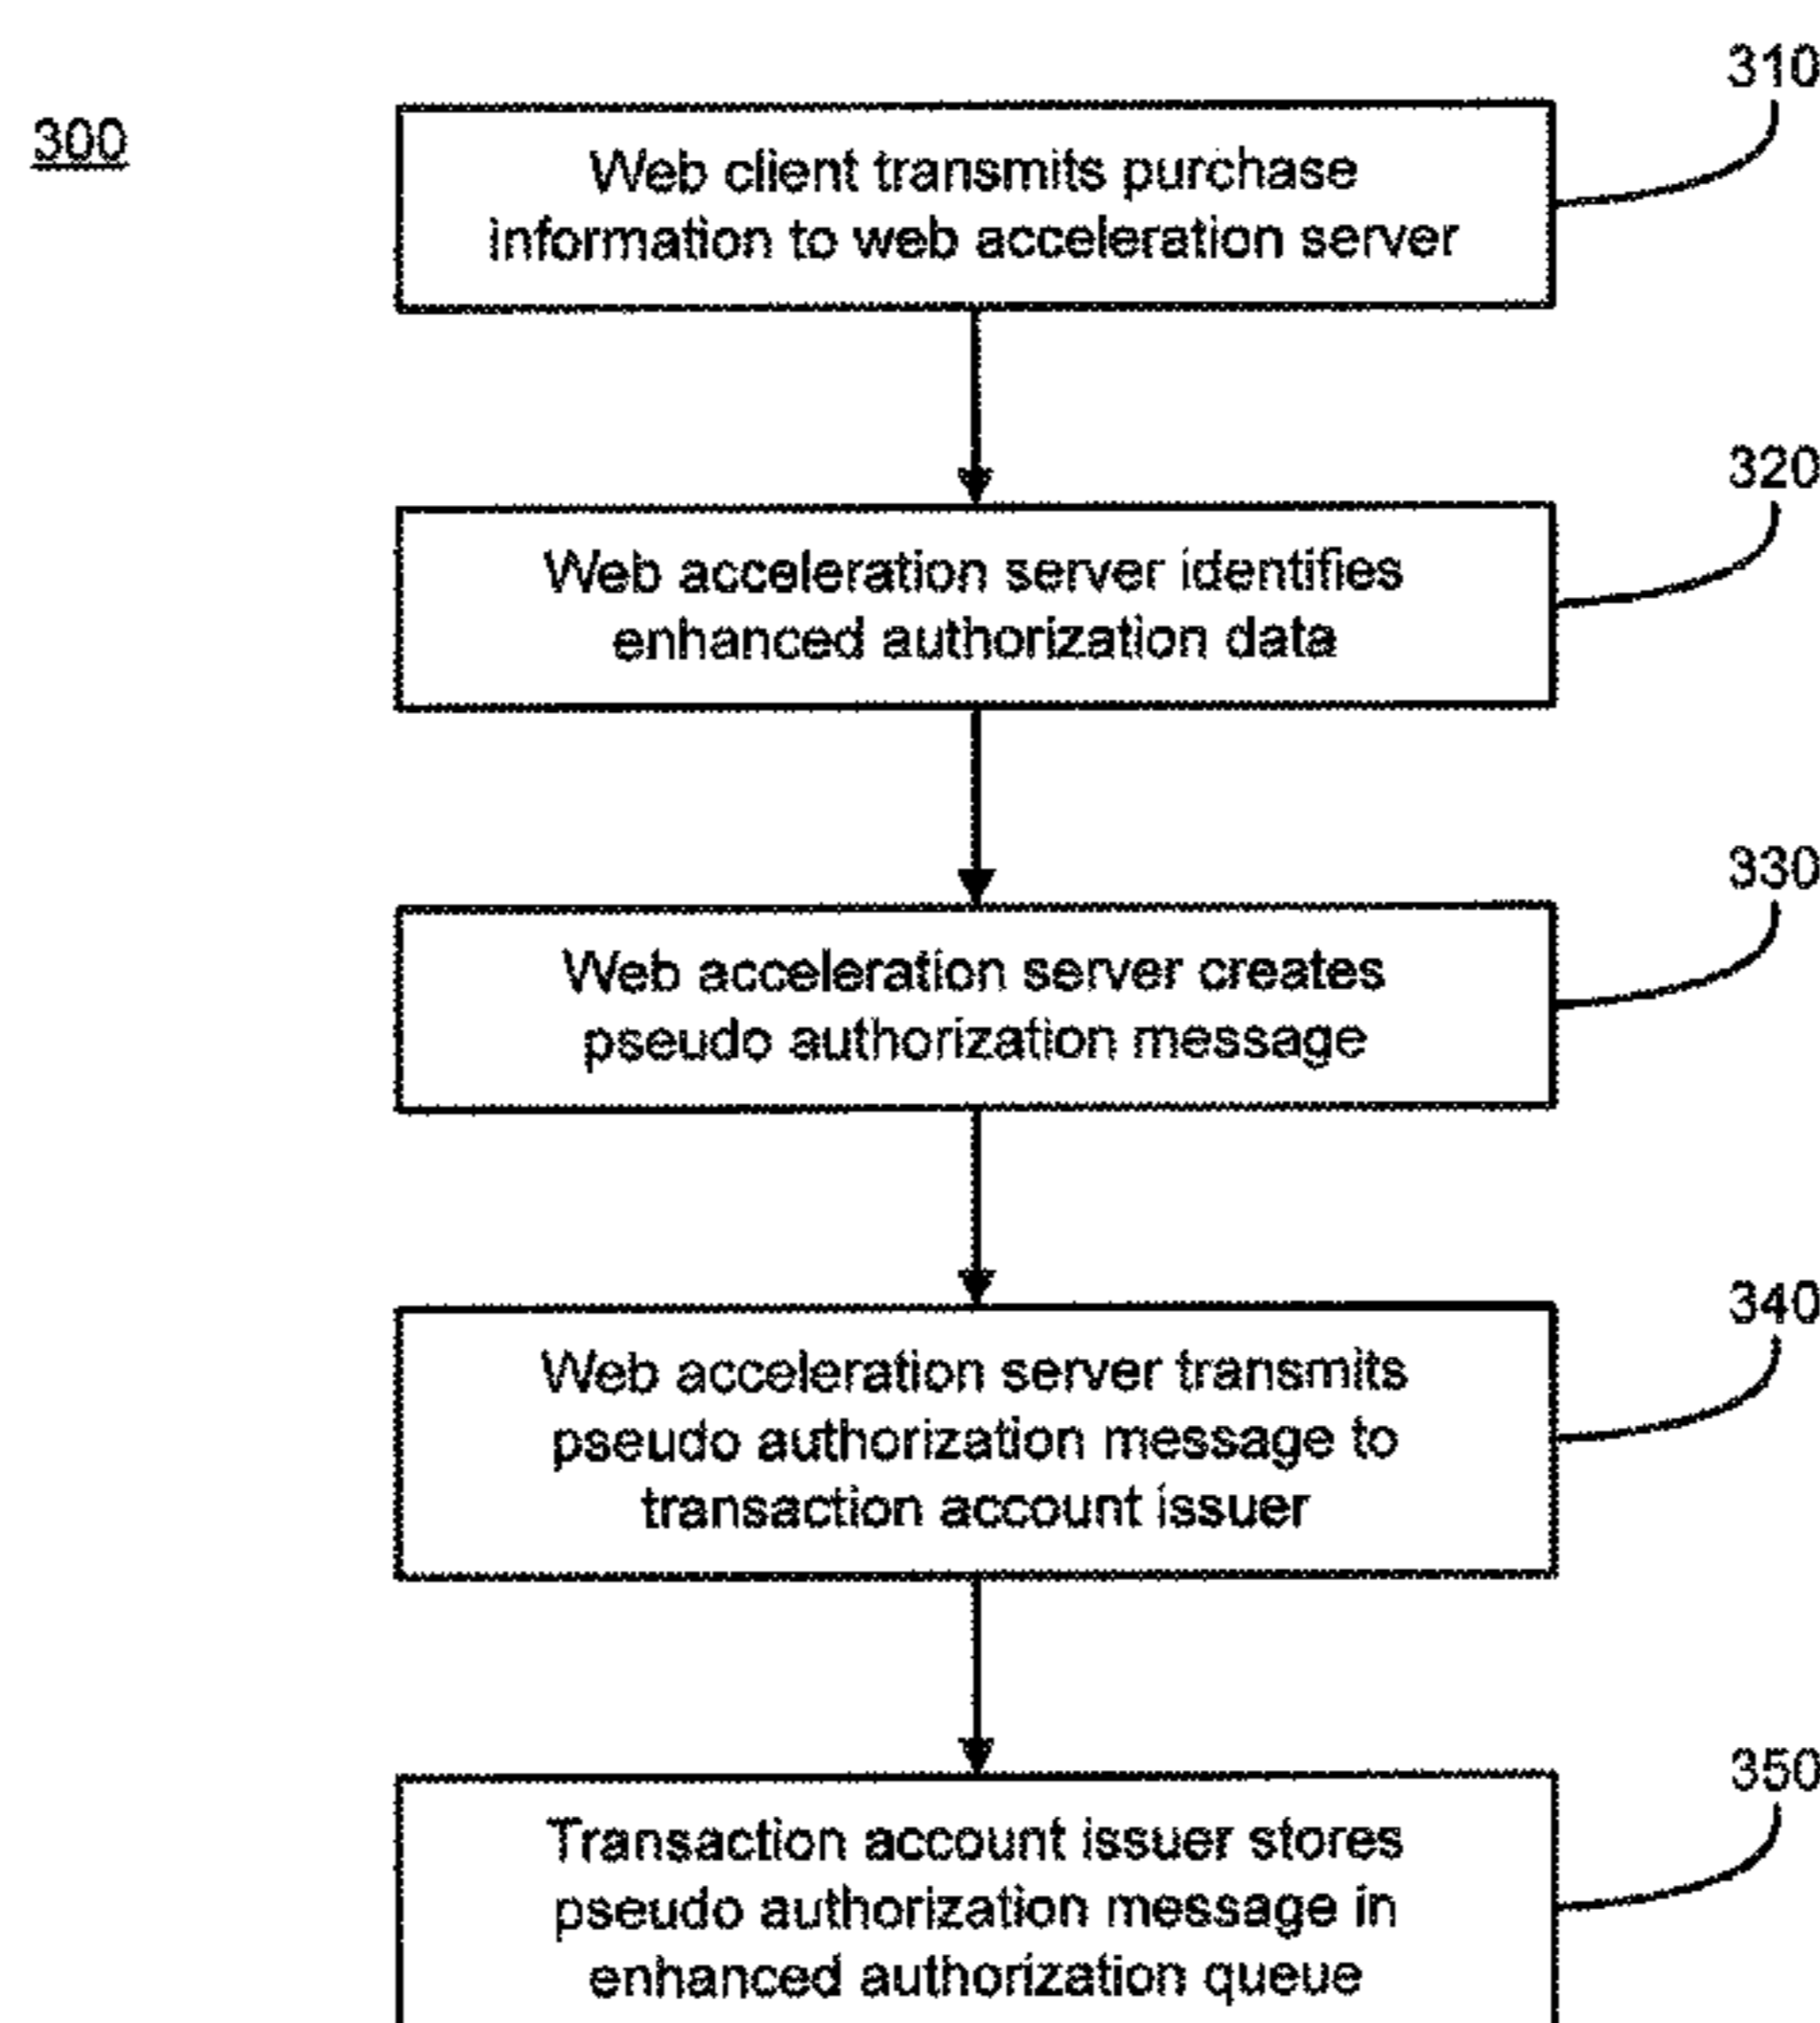 300
310
Web client transmits purchase
information to web acceleration server
320
Web acceleration server identifies
enhanced authorization data
330
Web acceleration server creates
pseudo authorization message
340
Web acceleration server transmits
pseudo authorization message to
transaction account issuer
350
Transaction account issuer stores
pseudo authorization message in
enhanced authorization queue